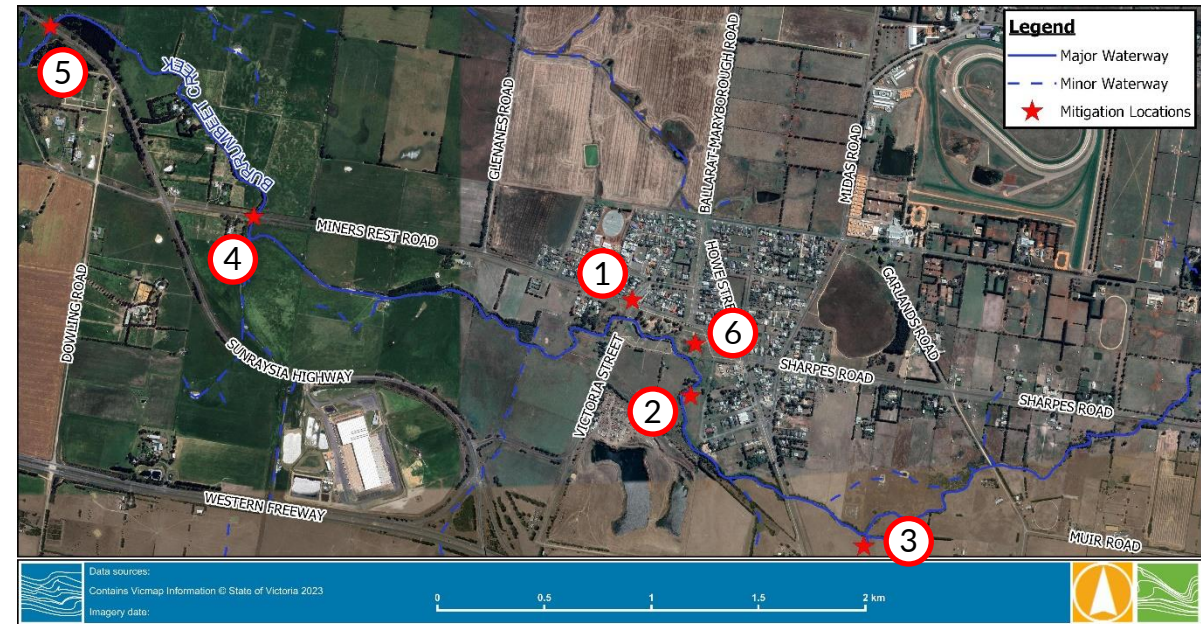 Legend
Major Waterway
Minor Waterway
Mitigation Locations
5
BURRUMBEET CREEK
GLENANES ROAD
BALLARAT-MARYBOROUGH ROAD
MIDAS ROAD
MINERS REST ROAD
4
1
HOWE STRE
6
GARLANDS ROAD
DOWLING ROAD
SUNRAYSIA HIGHWAY
VICTORIA STREET
2
SHARPES ROAD
SHARPES ROAD
WESTERN FREEWAY
3
MUIR ROAD
Data sources:
Contains Vicmap Information © State of Victoria 2023
Imagery date:
0 0.5 1 1.5 2 km